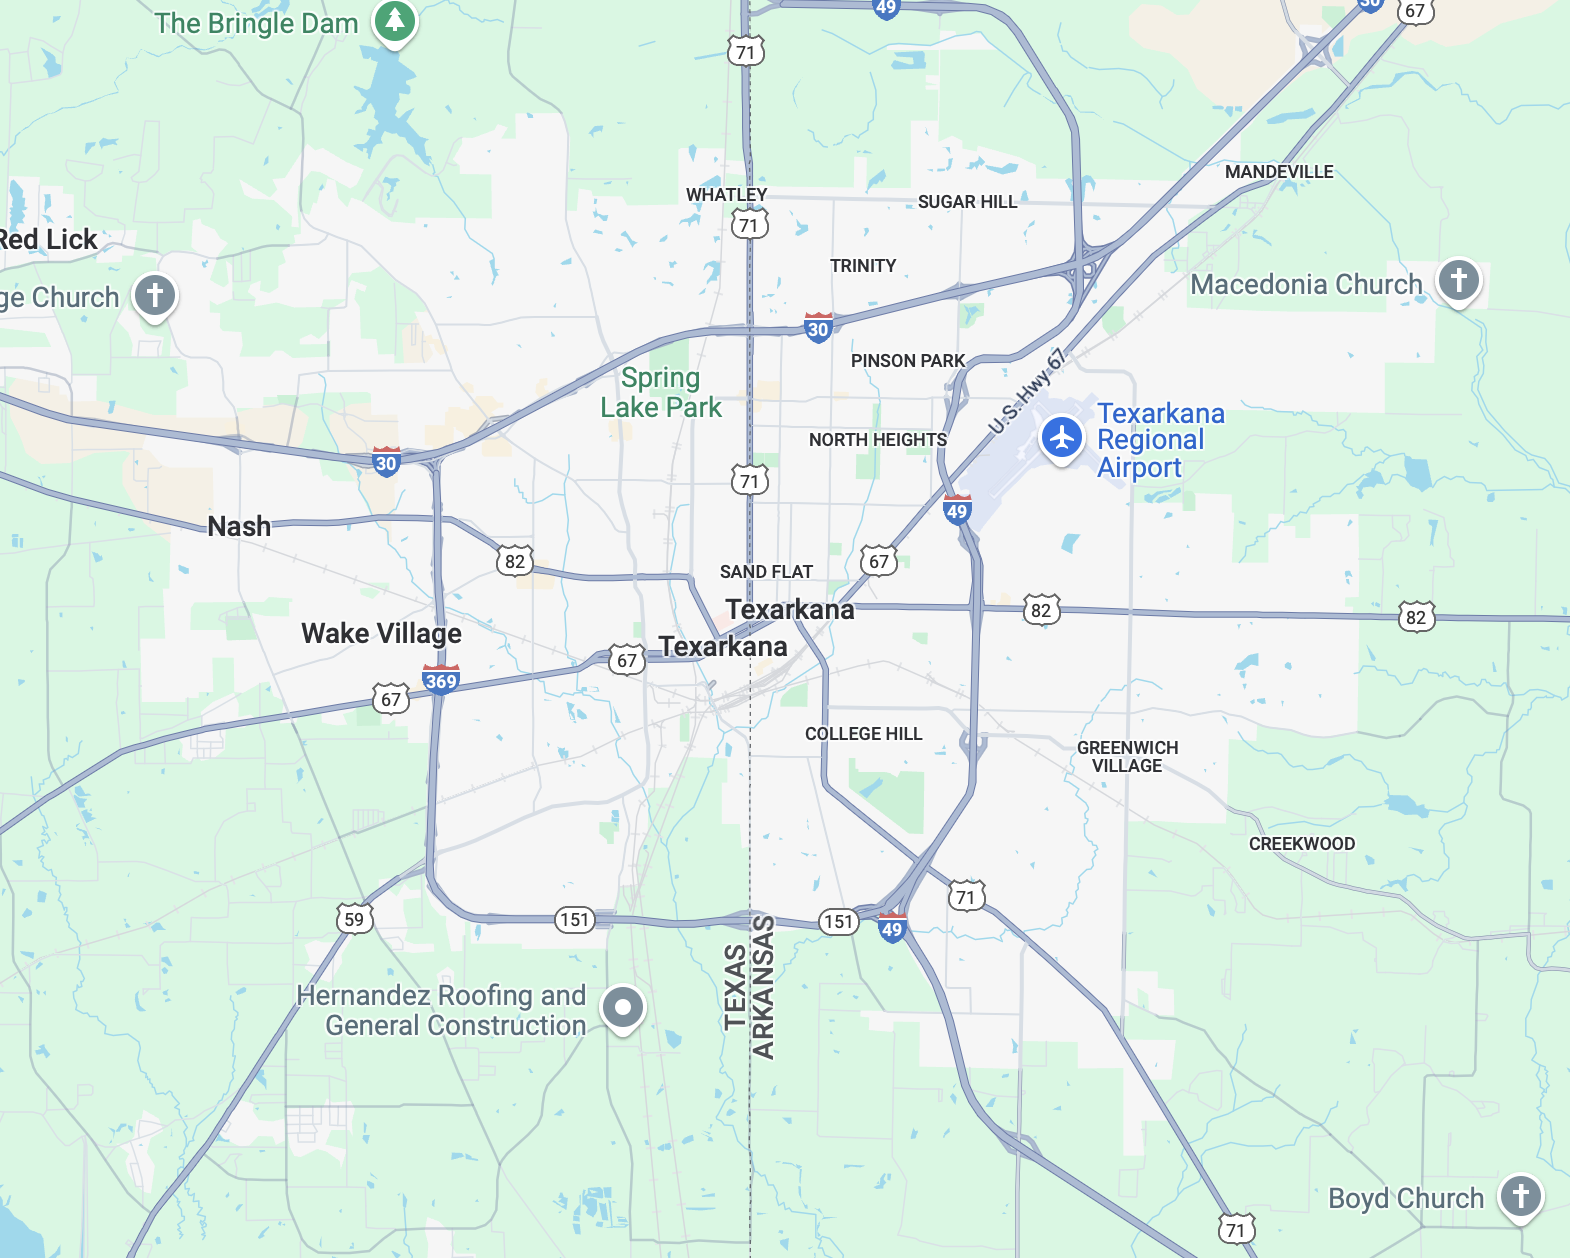 The Bringle Dam
49
30
67
71
MANDEVILLE
WHATLEY
SUGAR HILL
71
Red Lick
TRINITY
Macedonia Church
ge Church
30
PINSON PARK
U.S. Hwy 67
Spring
Lake Park
Texarkana
Regional
Airport
NORTH HEIGHTS
30
71
49
Nash
82
67
SAND FLAT
Texarkana
82
82
Wake Village
Texarkana
67
369
67
COLLEGE HILL
GREENWICH
VILLAGE
CREEKWOOD
71
59
151
151
49
TEXAS
ARKANSAS
Hernandez Roofing and
General Construction
Boyd Church
71